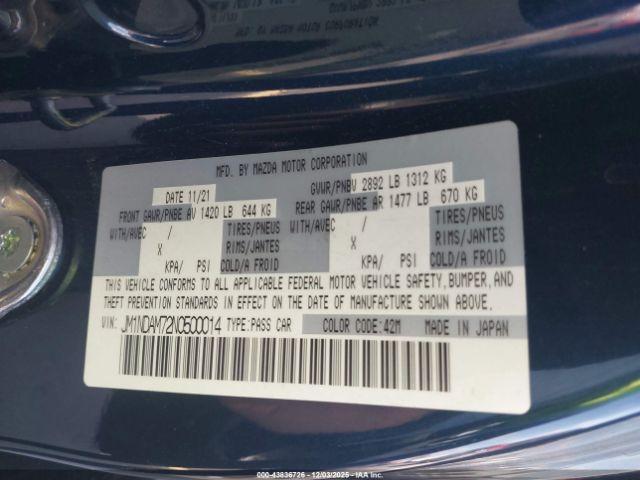 MFD. BY MAZDA MOTOR CORPORATION
DATE 11/21 GVWR/PNBV 2892 LB 1312 KG
FRONT GAWR/PNBE AV 1420 LB 644 KG REAR GAWR/PNBE AR 1477 LB 670 KG
WITH/AVEC / TIRES/PNEUS WITH/AVEC / TIRES/PNEUS
X RIMS/JANTES X RIMS/JANTES
KPA/ PSI COLD/A FROID KPA/ PSI COLD/A FROID
THIS VEHICLE CONFORMS TO ALL APPLICABLE FEDERAL MOTOR VEHICLE SAFETY, BUMPER, AND
THEFT PREVENTION STANDARDS IN EFFECT ON THE DATE OF MANUFACTURE SHOWN ABOVE.
VIN: JM1NDAM72N0500014 TYPE: PASS CAR COLOR CODE: 42M MADE IN JAPAN
000-43836726 - 12/03/2025 - IAA, Inc.